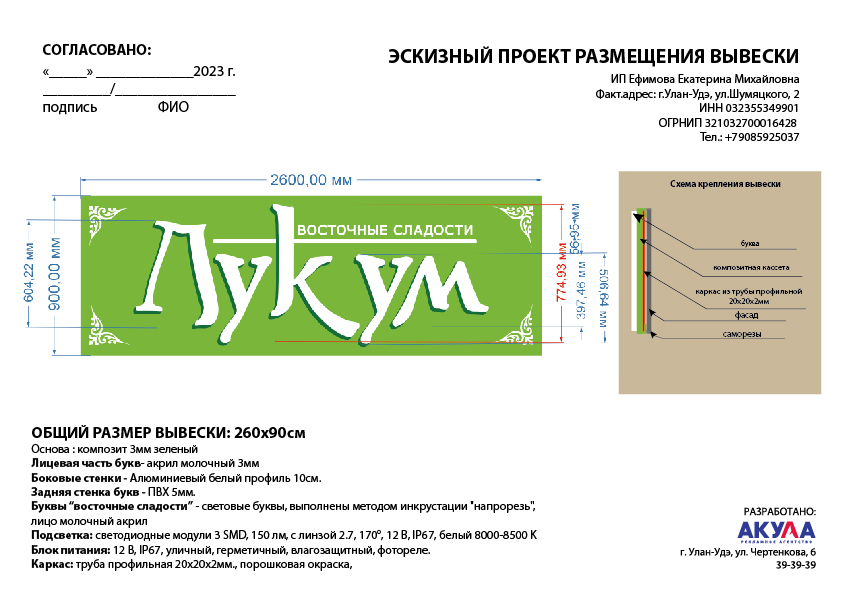 СОГЛАСОВАНО:
«_____» _____________2023 г.
_________/________________
подпись ФИО
ЭСКИЗНЫЙ ПРОЕКТ РАЗМЕЩЕНИЯ ВЫВЕСКИ
ИП Ефимова Екатерина Михайловна
Факт.адрес: г.Улан-Удэ, ул.Шумяцкого, 2
ИНН 032355349901
ОГРНИП 321032700016428
Тел.: +79085925037
2600,00 мм
604,22 мм
900,00 мм
ВОСТОЧНЫЕ СЛАДОСТИ
Лукум
774,93 мм
56,95 мм
397,46 мм
506,64 мм
Схема крепления вывески
буква
композитная кассета
каркас из трубы профильной
20х20х2мм
фасад
саморезы
ОБЩИЙ РАЗМЕР ВЫВЕСКИ: 260х90см
Основа : композит 3мм зеленый
Лицевая часть букв- акрил молочный 3мм
Боковые стенки - Алюминиевый белый профиль 10см.
Задняя стенка букв - ПВХ 5мм.
Буквы “восточные сладости” - световые буквы, выполнены методом инкрустации "напрорезь",
лицо молочный акрил
Подсветка: светодиодные модули 3 SMD, 150 лм, с линзой 2.7, 170°, 12 В, IP67, белый 8000-8500 К
Блок питания: 12 В, IP67, уличный, герметичный, влагозащитный, фотореле.
Каркас: труба профильная 20х20х2мм., порошковая окраска,
РАЗРАБОТАНО:
АКУЛА
РЕКЛАМНОЕ АГЕНТСТВО
г. Улан-Удэ, ул. Чертенкова, 6
39-39-39